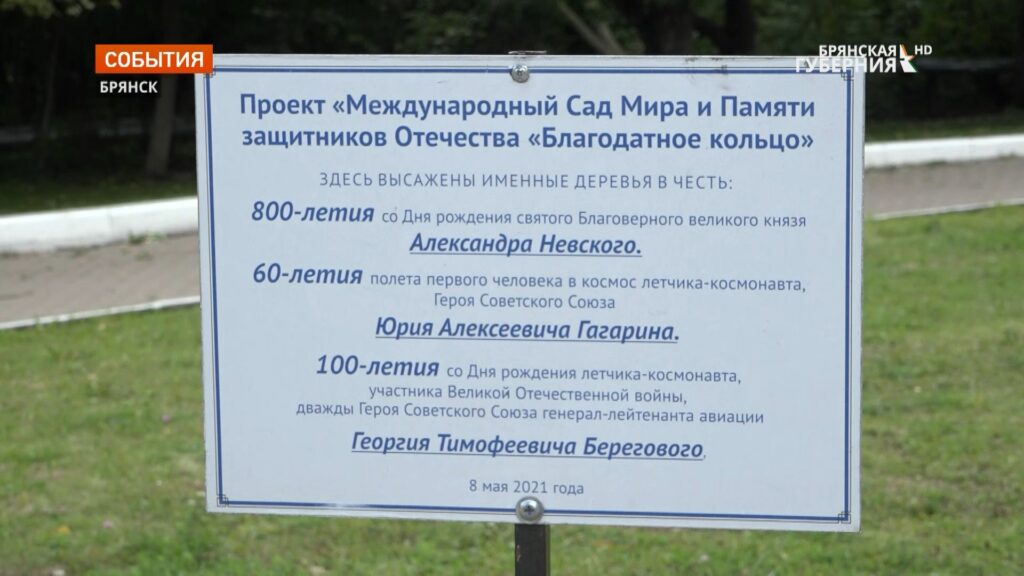 СОБЫТИЯ
БРЯНСК
БРЯНСКАЯ HD
ГУБЕРНИЯ
Проект «Международный Сад Мира и Памяти
защитников Отечества «Благодатное кольцо»
ЗДЕСЬ ВЫСАЖЕНЫ ИМЕННЫЕ ДЕРЕВЬЯ В ЧЕСТЬ:
800-летия со Дня рождения святого Благоверного великого князя
Александра Невского.
60-летия полета первого человека в космос летчика-космонавта,
Героя Советского Союза
Юрия Алексеевича Гагарина.
100-летия со Дня рождения летчика-космонавта,
участника Великой Отечественной войны,
дважды Героя Советского Союза генерал-лейтенанта авиации
Георгия Тимофеевича Берегового.
8 мая 2021 года